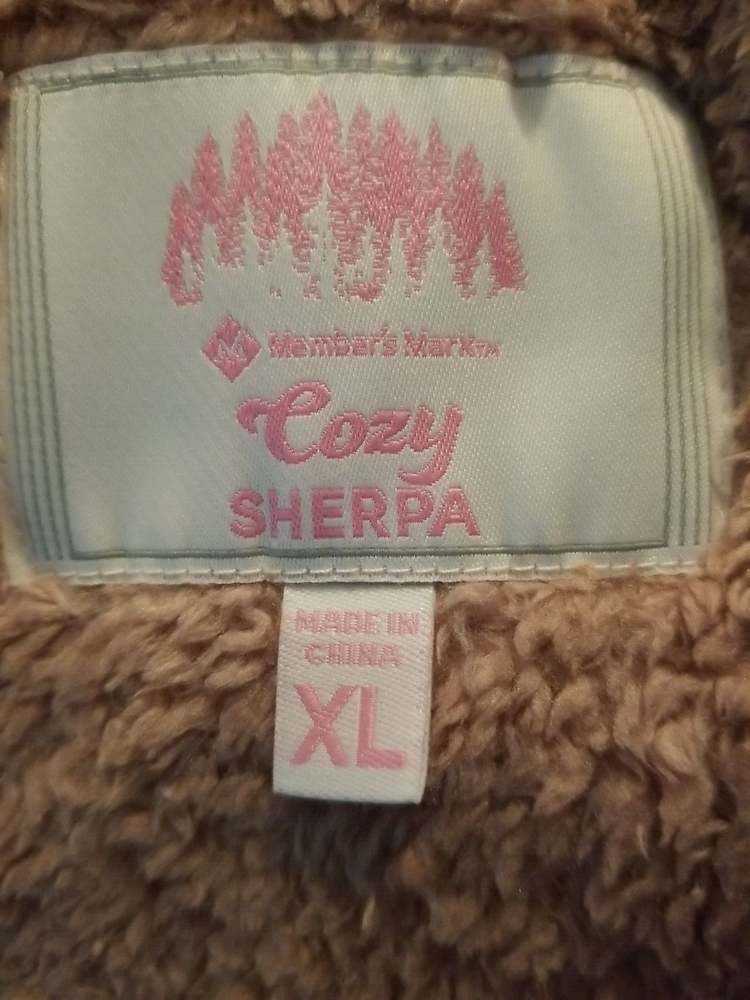 M
Member's Mark™
Cozy
SHERPA
MADE IN
CHINA
XL